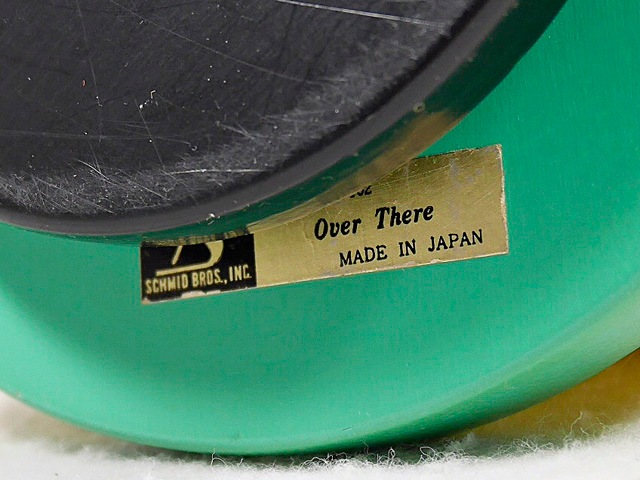 Over There
MADE IN JAPAN
SCHMID BROS., INC.